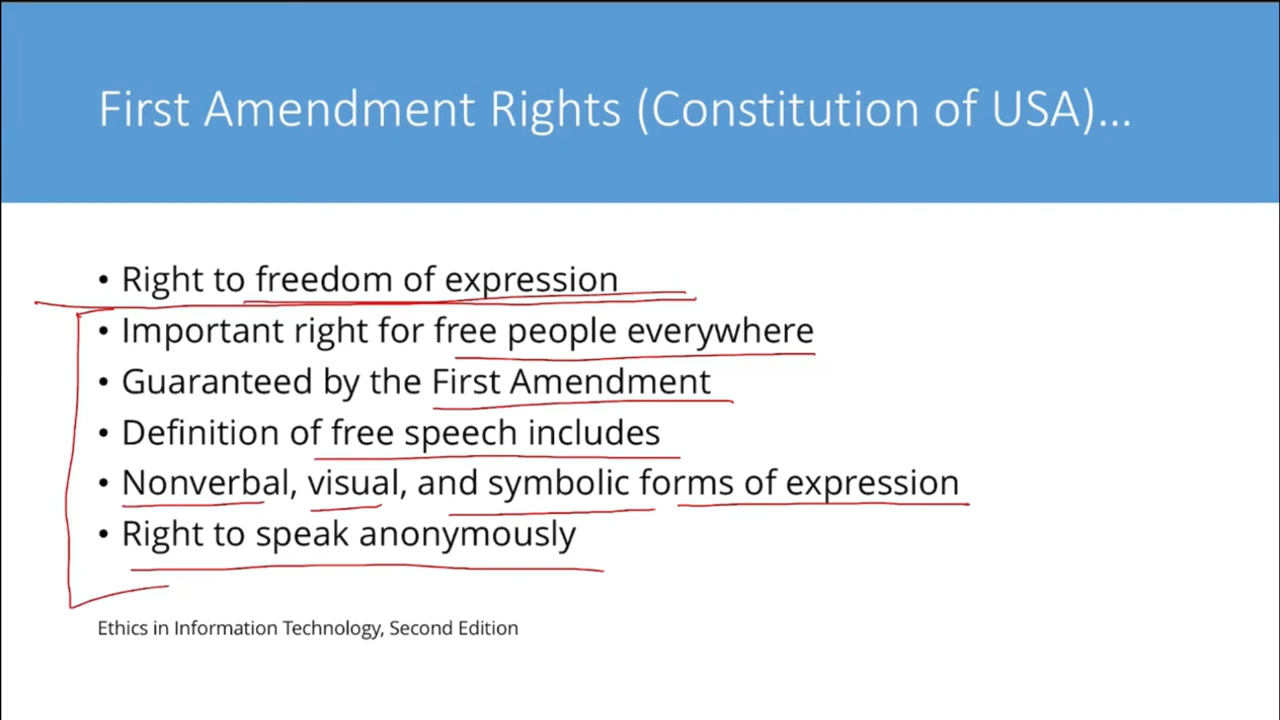 First Amendment Rights (Constitution of USA)...
• Right to freedom of expression
• Important right for free people everywhere
• Guaranteed by the First Amendment
• Definition of free speech includes
• Nonverbal, visual, and symbolic forms of expression
• Right to speak anonymously
Ethics in Information Technology, Second Edition